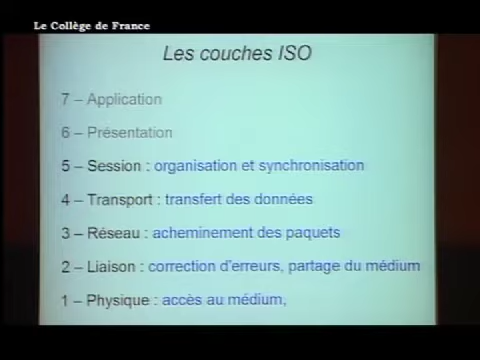 Le Collège de France
Les couches ISO
7 – Application
6 – Présentation
5 – Session : organisation et synchronisation
4 – Transport : transfert des données
3 – Réseau : acheminement des paquets
2 – Liaison : correction d'erreurs, partage du médium
1 – Physique : accès au médium,